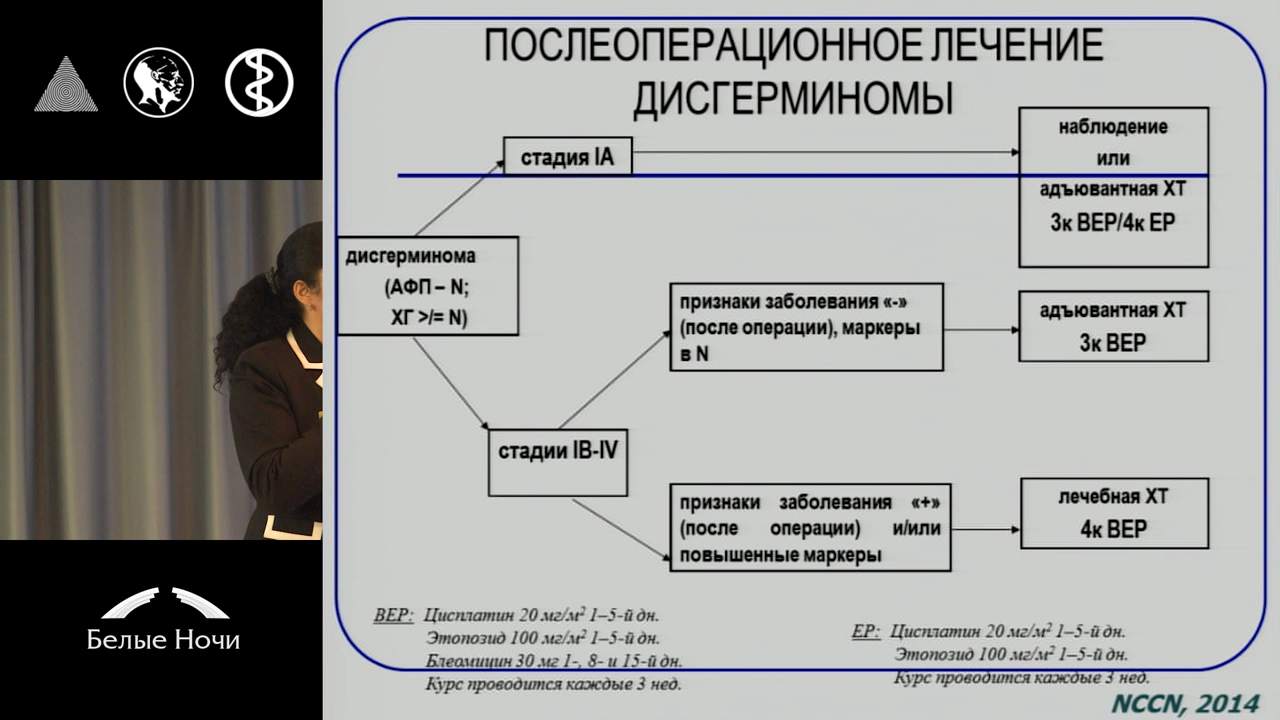 ПОСЛЕОПЕРАЦИОННОЕ ЛЕЧЕНИЕ
ДИСГЕРМИНОМЫ
стадия IA
наблюдение
или
адъювантная ХТ
3к BEP/4к EP
дисгерминома
(АФП – N;
ХГ >/= N)
признаки заболевания «-»
(после операции), маркеры
в N
адъювантная ХТ
3к BEP
стадии IB-IV
признаки заболевания «+»
(после операции) и/или
повышенные маркеры
лечебная ХТ
4к BEP
BEP: Цисплатин 20 мг/м² 1–5-й дн.
Этопозид 100 мг/м² 1–5-й дн.
Блеомицин 30 мг 1-, 8- и 15-й дн.
Курс проводится каждые 3 нед.
EP: Цисплатин 20 мг/м² 1–5-й дн.
Этопозид 100 мг/м² 1–5-й дн.
Курс проводится каждые 3 нед.
NCCN, 2014
Белые Ночи